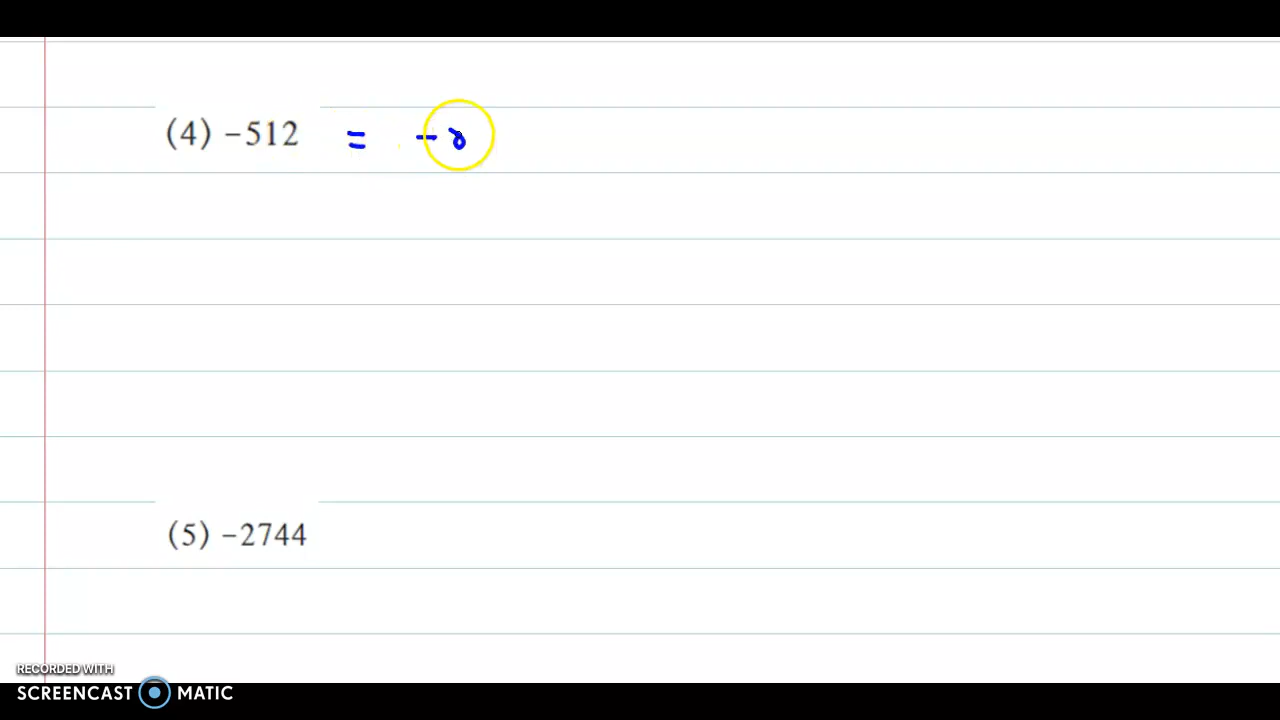 (4) −512 = -8
(5) −2744
RECORDED WITH
SCREENCAST MATIC